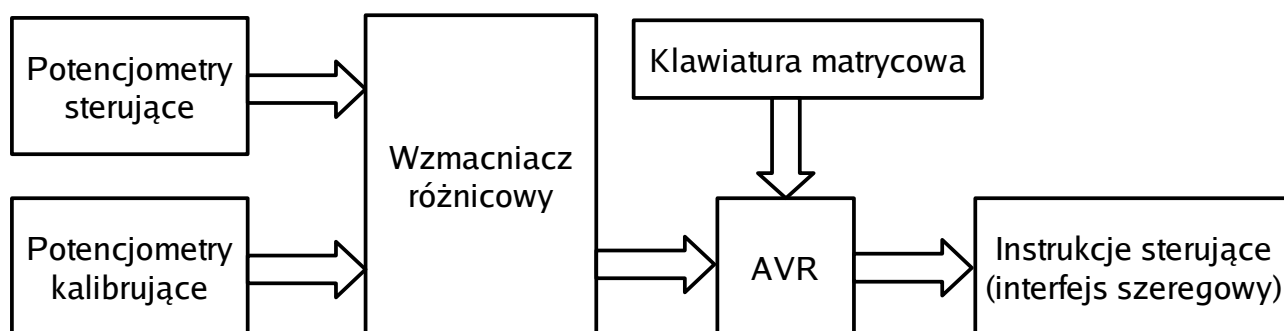 Potencjometry
sterujące
Wzmacniacz
różnicowy
Klawiatura matrycowa
Potencjometry
kalibrujące
AVR
Instrukcje sterujące
(interfejs szeregowy)